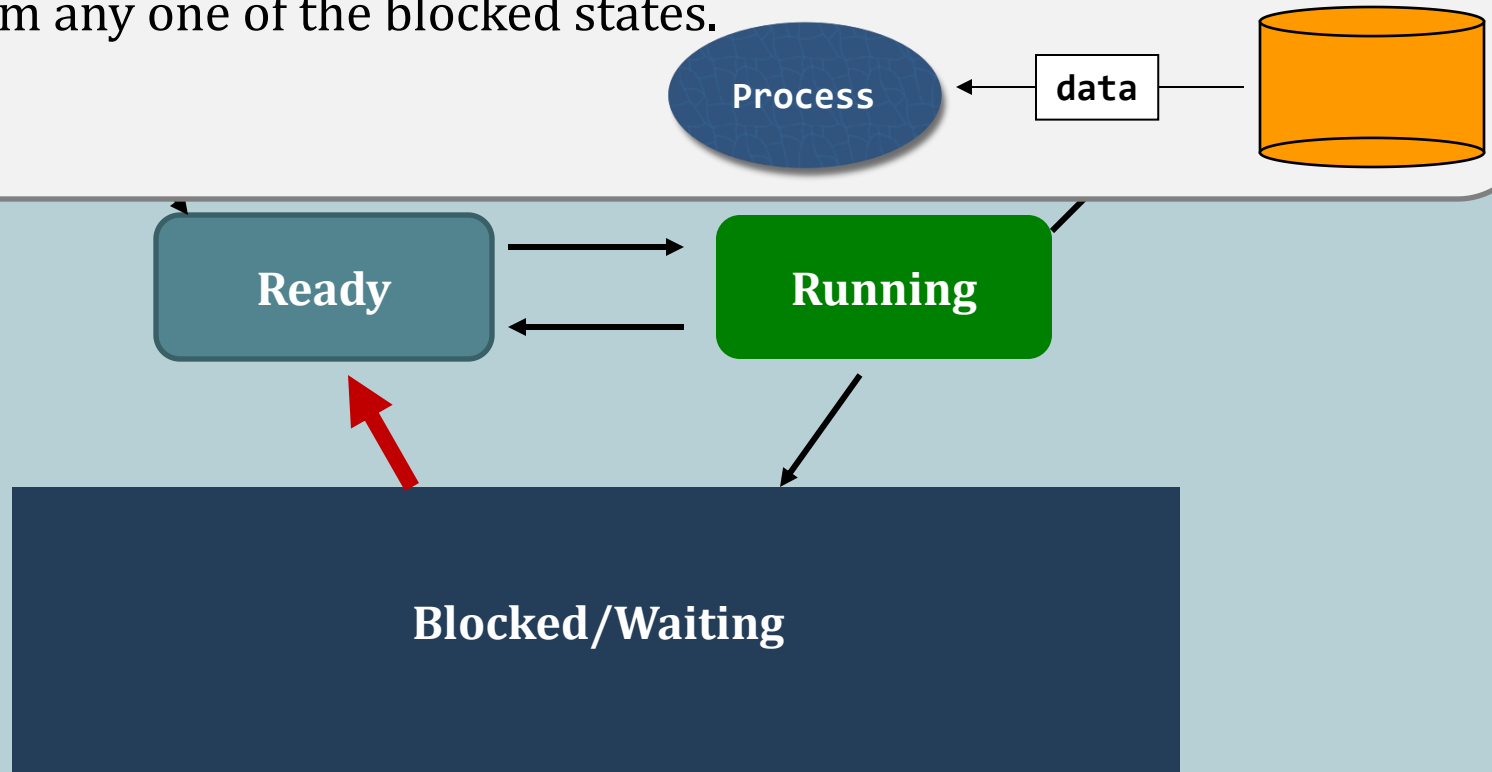 any one of the blocked states.
Process
data
Ready
Running
Blocked/Waiting